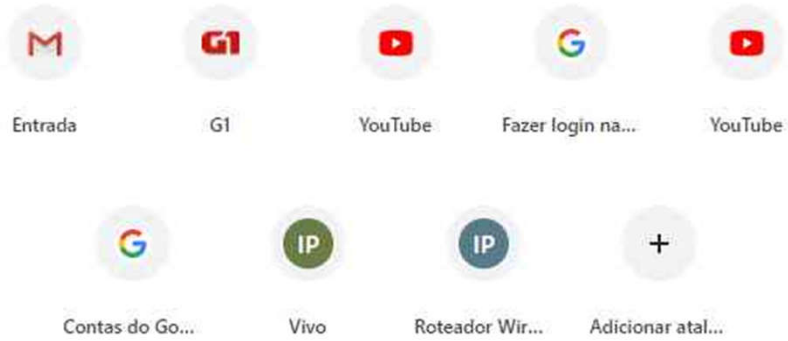 M
G1
G
Entrada
G1
YouTube
Fazer login na...
YouTube
G
IP
IP
+
Contas do Go...
Vivo
Roteador Wir...
Adicionar atal...